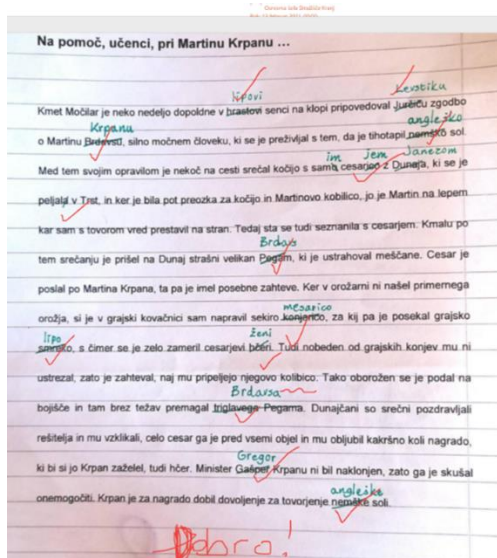 Osnovna šola Stražišče Kranj
Na pomoč, učenci, pri Martinu Krpanu ...
lipovi Kerstiku
Kmet Močilar je neko nedeljo dopoldne v hrastovi senci na klopi pripovedoval Jurčiču zgodbo
Krpanu angleško
o Martinu Brdavsu, silno močnem človeku, ki se je preživljal s tem, da je tihotapil nemško sol.
im jem Janezom
Med tem svojim opravilom je nekoč na cesti srečal kočijo s samo cesarjoč z Dunaja, ki se je
peljala v Trst, in ker je bila pot preozka za kočijo in Martinovo kobilico, jo je Martin na lepem
kar sam s tovorom vred prestavil na stran. Tedaj sta se tudi seznanila s cesarjem. Kmalu po
Brdavs
tem srečanju je prišel na Dunaj strašni velikan Pegam, ki je ustrahoval meščane. Cesar je
poslal po Martina Krpana, ta pa je imel posebne zahteve. Ker v orožarni ni našel primernega
mesarico
orožja, si je v grajski kovačnici sam napravil sekiro konjarico, za kij pa je posekal grajsko
lipo ženi
smreko, s čimer se je zelo zameril cesarjevi hčeri. Tudi nobeden od grajskih konjev mu ni
ustrezal, zato je zahteval, naj mu pripeljejo njegovo kolibico. Tako oborožen se je podal na
Brdavsa
bojišče in tam brez težav premagal triglavega Pegama. Dunajčani so srečni pozdravljali
rešitelja in mu vzklikali, celo cesar ga je pred vsemi objel in mu obljubil kakršno koli nagrado,
Gregor
ki bi si jo Krpan zaželel, tudi hčer. Minister Gašper Krpanu ni bil naklonjen, zato ga je skušal
angleške
onemogočiti. Krpan je za nagrado dobil dovoljenje za tovorjenje nemške soli.
Dobro!